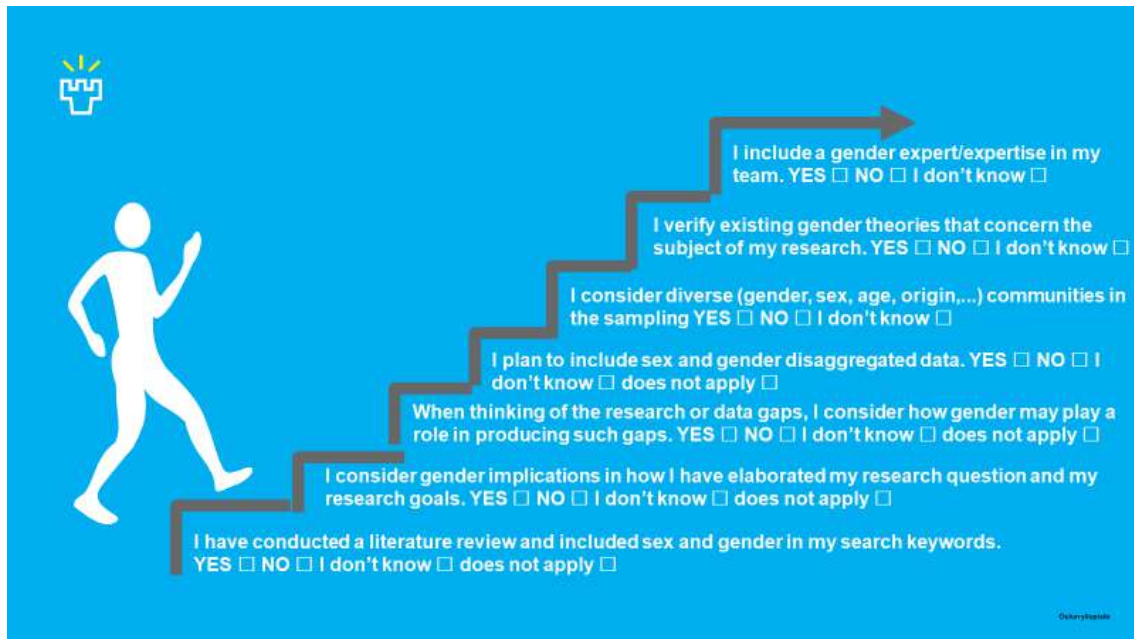 I include a gender expert/expertise in my
team. YES ☐ NO ☐ I don't know ☐
I verify existing gender theories that concern the
subject of my research. YES ☐ NO ☐ I don't know ☐
I consider diverse (gender, sex, age, origin,...) communities in
the sampling YES ☐ NO ☐ I don't know ☐
I plan to include sex and gender disaggregated data. YES ☐ NO ☐ I
don't know ☐ does not apply ☐
When thinking of the research or data gaps, I consider how gender may play a
role in producing such gaps. YES ☐ NO ☐ I don't know ☐ does not apply ☐
I consider gender implications in how I have elaborated my research question and my
research goals. YES ☐ NO ☐ I don't know ☐ does not apply ☐
I have conducted a literature review and included sex and gender in my search keywords.
YES ☐ NO ☐ I don't know ☐ does not apply ☐